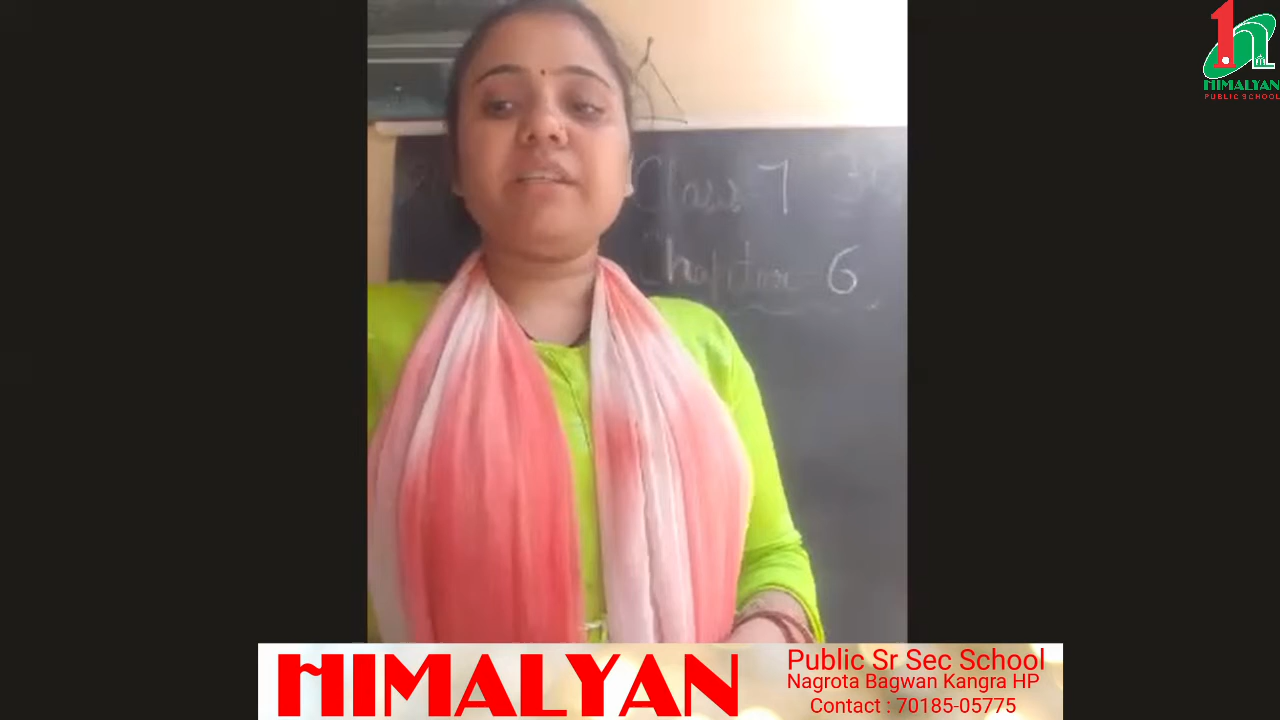 HIMALYAN
PUBLIC SCHOOL
Class-7
Chapter-6
HIMALYAN
Public Sr Sec School
Nagrota Bagwan Kangra HP
Contact : 70185-05775